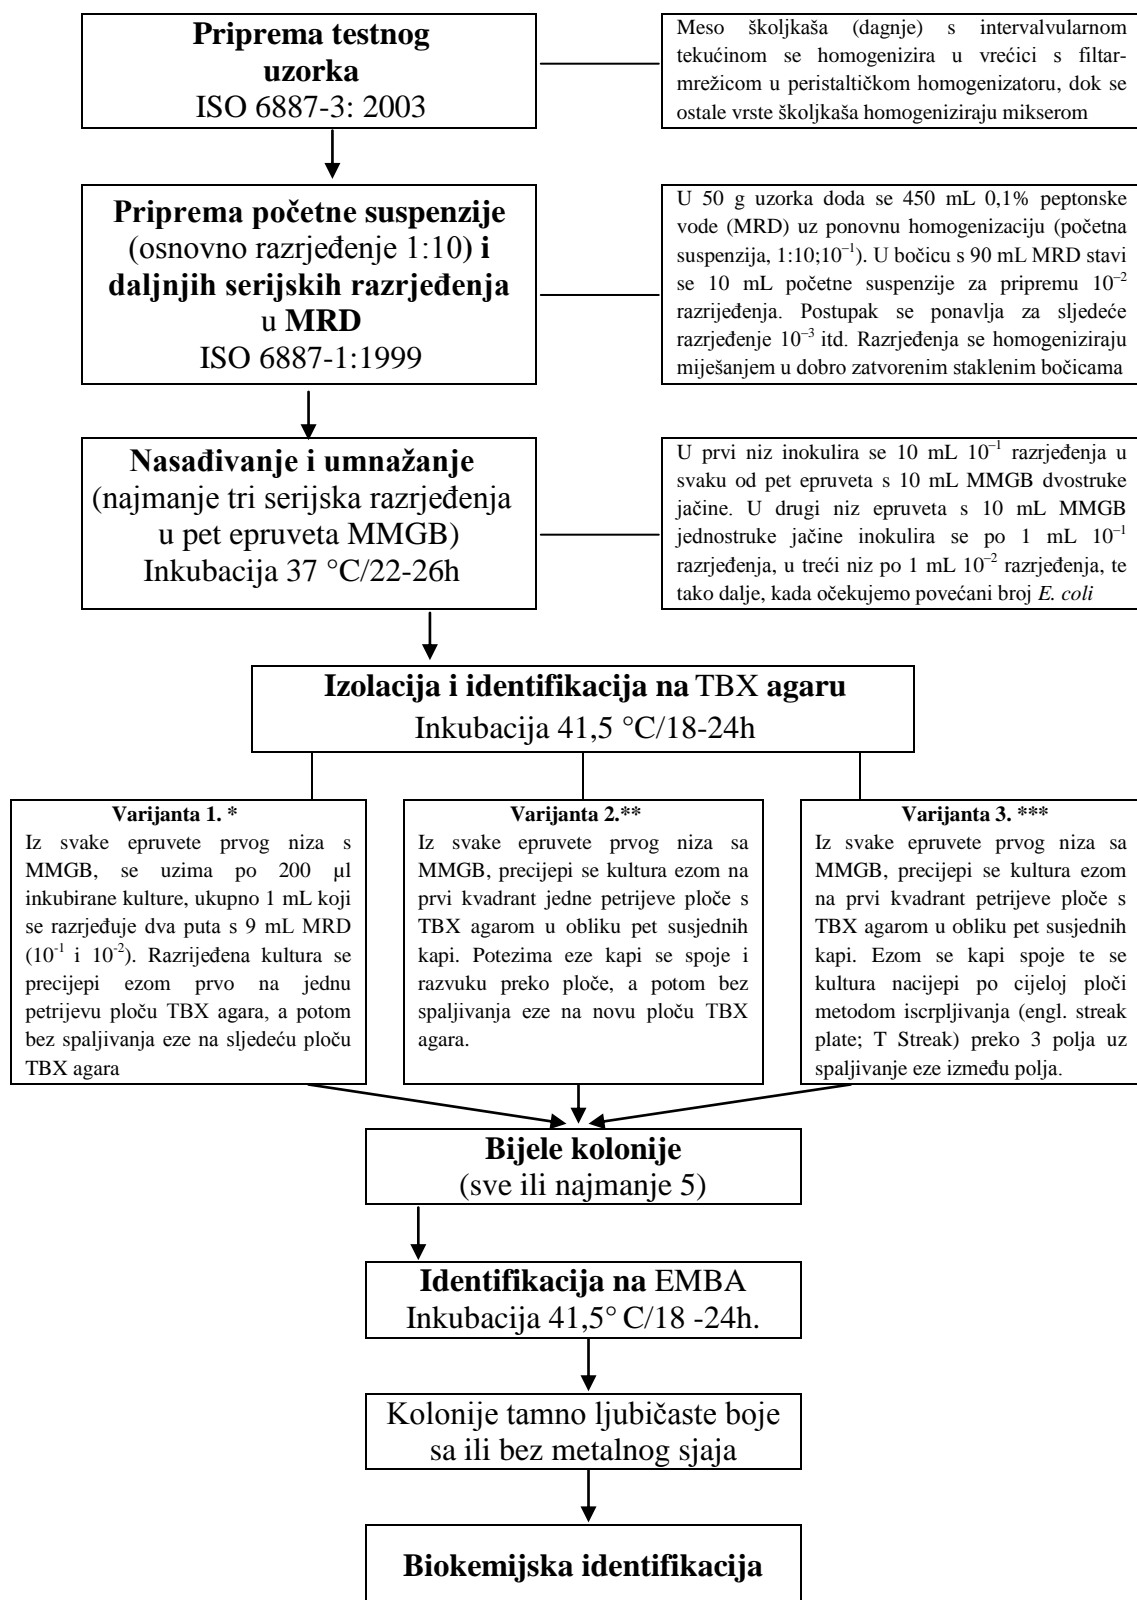 Priprema testnog
uzorka
ISO 6887-3: 2003
Meso školjkaša (dagnje) s intervalvularnom
tekućinom se homogenizira u vrećici s filtar-
mrežicom u peristaltičkom homogenizatoru, dok se
ostale vrste školjkaša homogeniziraju mikserom
Priprema početne suspenzije
(osnovno razrjeđenje 1:10) i
daljnjih serijskih razrjeđenja
u MRD
ISO 6887-1:1999
U 50 g uzorka doda se 450 mL 0,1% peptonske
vode (MRD) uz ponovnu homogenizaciju (početna
suspenzija, 1:10;10⁻¹). U bočicu s 90 mL MRD stavi
se 10 mL početne suspenzije za pripremu 10⁻²
razrijeđenja. Postupak se ponavlja za sljedeće
razrjeđenje 10⁻³ itd. Razrjeđenja se homogeniziraju
miješanjem u dobro zatvorenim staklenim bočicama
Nasađivanje i umnažanje
(najmanje tri serijska razrjeđenja
u pet epruveta MMGB)
Inkubacija 37 °C/22-26h
U prvi niz inokulira se 10 mL 10⁻¹ razrjeđenja u
svaku od pet epruveta s 10 mL MMGB dvostruke
jačine. U drugi niz epruveta s 10 mL MMGB
jednostruke jačine inokulira se po 1 mL 10⁻¹
razrjeđenja, u treći niz po 1 mL 10⁻² razrjeđenja, te
tako dalje, kada očekujemo povećani broj E. coli
Izolacija i identifikacija na TBX agaru
Inkubacija 41,5 °C/18-24h
Varijanta 1. *
Iz svake epruvete prvog niza s
MMGB, se uzima po 200 µl
inkubirane kulture, ukupno 1 mL koji
se razrjeđuje dva puta s 9 mL MRD
(10⁻¹ i 10⁻²). Razrijeđena kultura se
precijepi ezom prvo na jednu
petrijevu ploču TBX agara, a potom
bez spaljivanja eze na sljedeću ploču
TBX agara
Varijanta 2.**
Iz svake epruvete prvog niza sa
MMGB, precijepi se kultura ezom na
prvi kvadrant jedne petrijeve ploče s
TBX agarom u obliku pet susjednih
kapi. Potezima eze kapi se spoje i
razvuku preko ploče, a potom bez
spaljivanja eze na novu ploču TBX
agara.
Varijanta 3. ***
Iz svake epruvete prvog niza sa
MMGB, precijepi se kultura ezom
na prvi kvadrant petrijeve ploče s
TBX agarom u obliku pet susjednih
kapi. Ezom se kapi spoje te se
kultura nacijepi po cijeloj ploči
metodom iscrpljivanja (engl. streak
plate; T Streak) preko 3 polja uz
spaljivanje eze između polja.
Bijele kolonije
(sve ili najmanje 5)
Identifikacija na EMBA
Inkubacija 41,5° C/18 -24h.
Kolonije tamno ljubičaste boje
sa ili bez metalnog sjaja
Biokemijska identifikacija